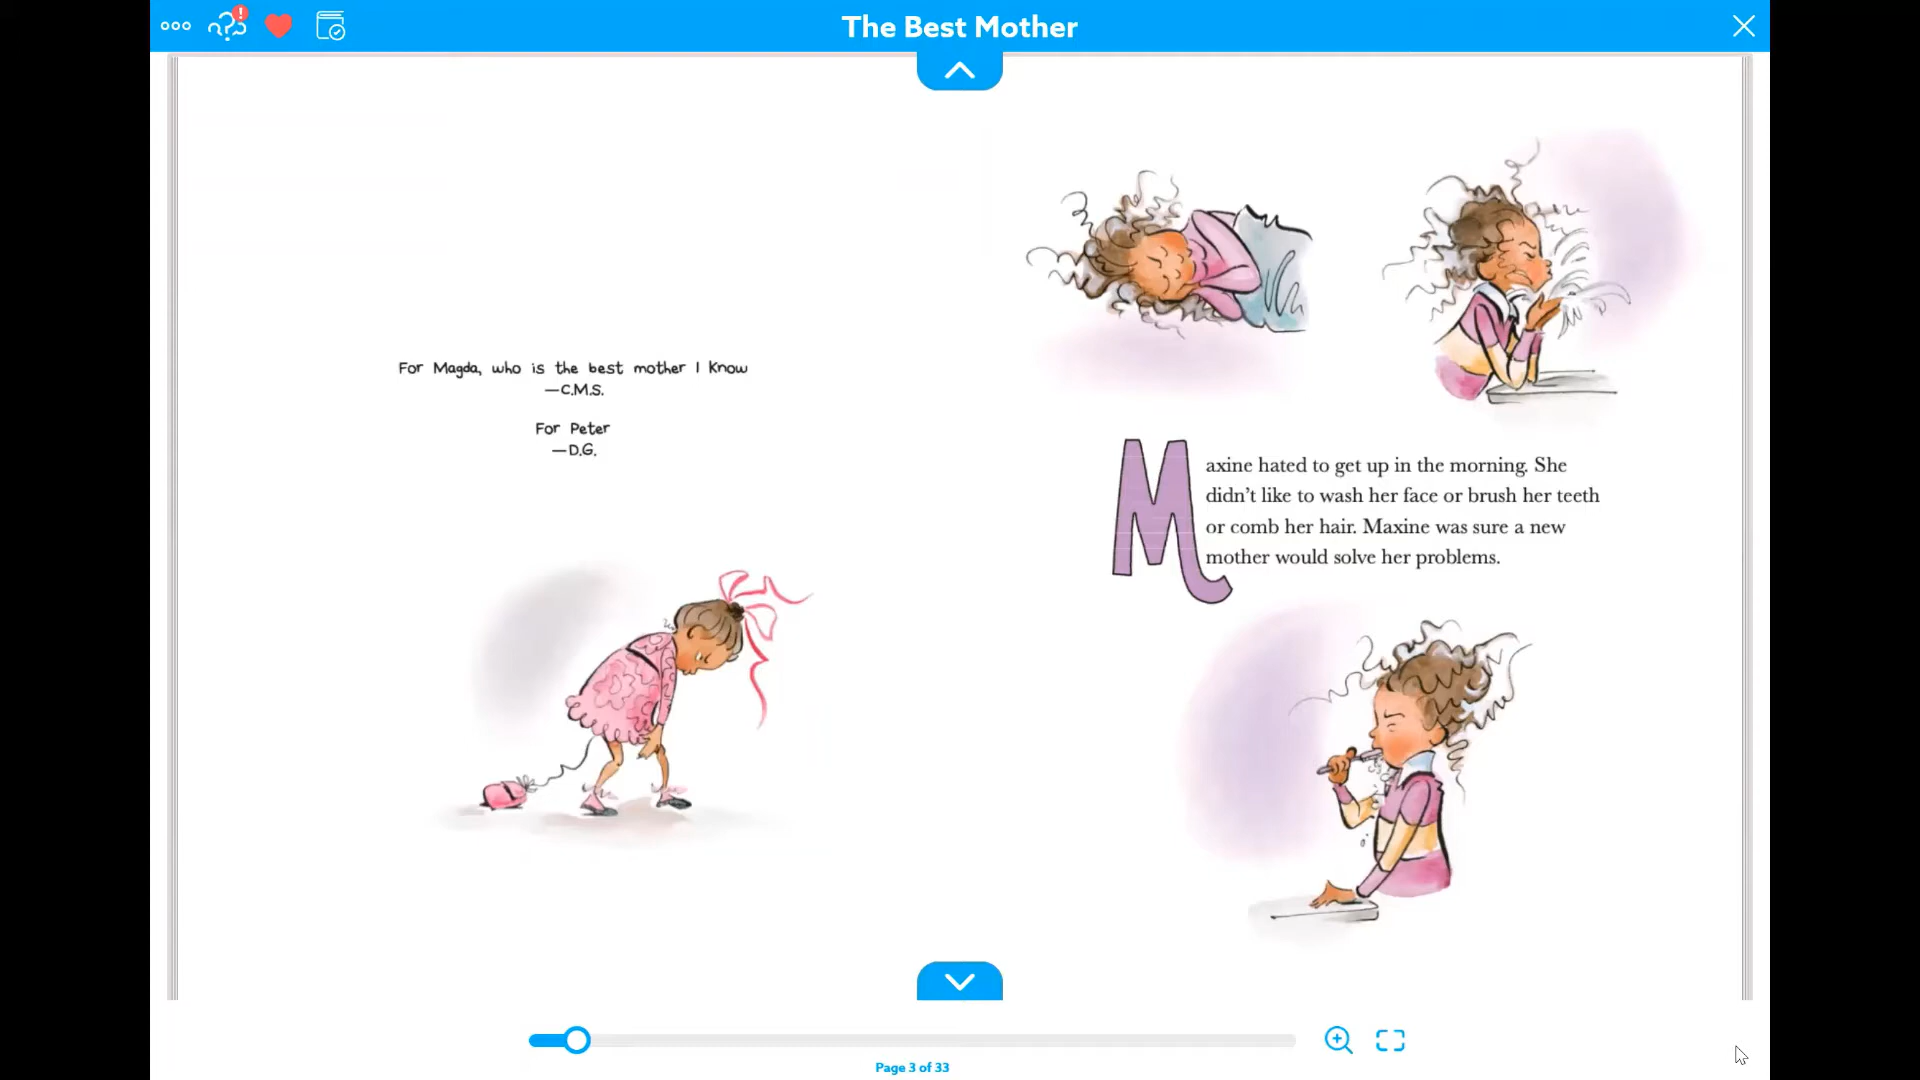 The Best Mother
For Magda, who is the best mother I know
—C.M.S.
For Peter
—D.G.
Maxine hated to get up in the morning. She
didn't like to wash her face or brush her teeth
or comb her hair. Maxine was sure a new
mother would solve her problems.
Page 3 of 33